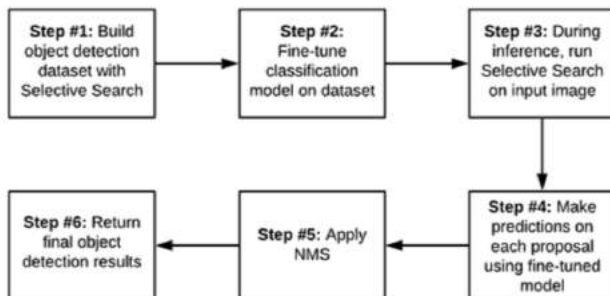 Step #1: Build
object detection
dataset with
Selective Search
Step #2:
Fine-tune
classification
model on dataset
Step #3: During
inference, run
Selective Search
on input image
Step #4: Make
predictions on
each proposal
using fine-tuned
model
Step #5: Apply
NMS
Step #6: Return
final object
detection results